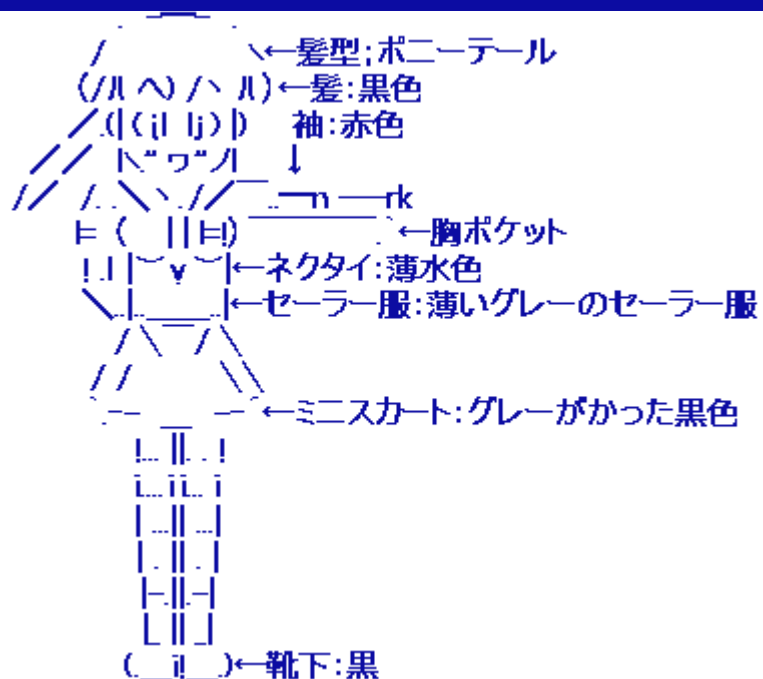 ←髪型;ポニーテール
←髪:黒色
袖:赤色
↓
←胸ポケット
←ネクタイ:薄水色
←セーラー服:薄いグレーのセーラー服
←ミニスカート:グレーがかった黒色
←靴下:黒